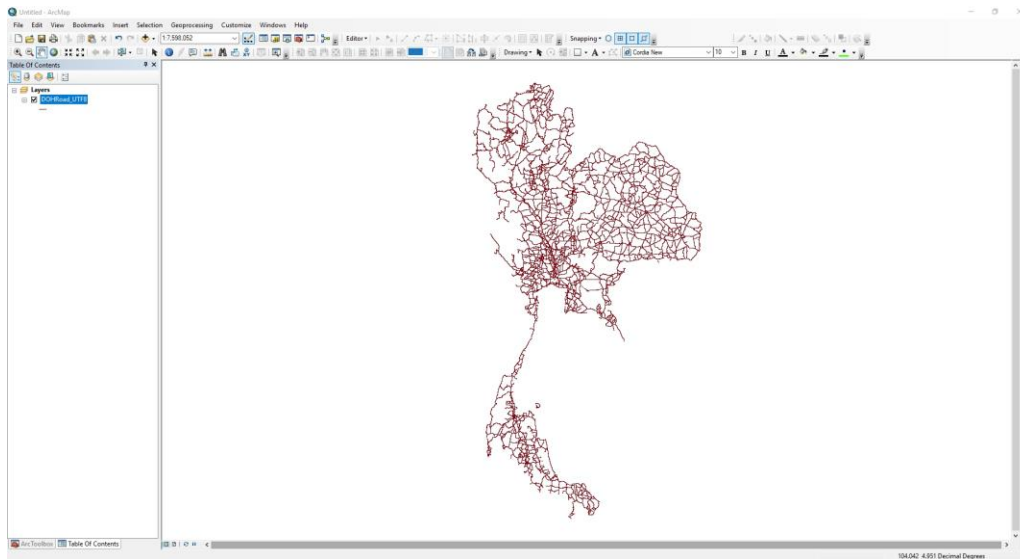 Untitled - ArcMap
File Edit View Bookmarks Insert Selection Geoprocessing Customize Windows Help
1:7,598,052 Editor Snapping
Drawing A Cordia New 10 B I U A
Table Of Contents
Layers
DOHRoad_UTF8
ArcToolbox Table Of Contents
104.042 4.951 Decimal Degrees